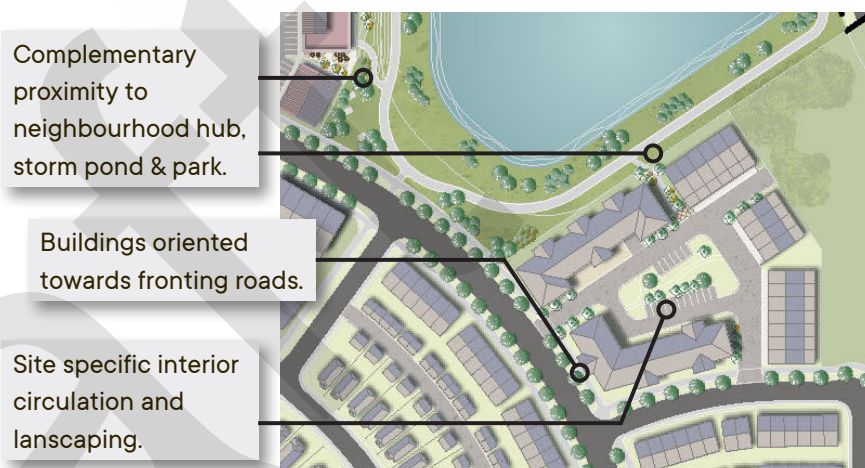 Complementary
proximity to
neighbourhood hub,
storm pond & park.
Buildings oriented
towards fronting roads.
Site specific interior
circulation and
lanscaping.